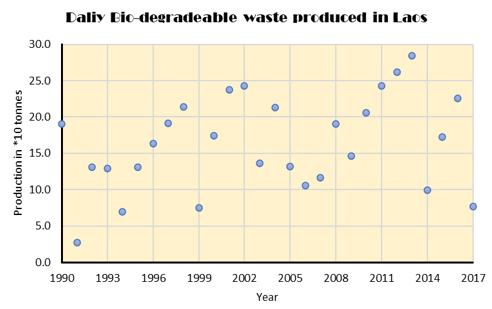 Daliy Bio-degradeable waste produced in Laos
30.0
25.0
20.0
15.0
10.0
5.0
0.0
Production in *10 tonnes
1990 1993 1996 1999 2002 2005 2008 2011 2014 2017
Year